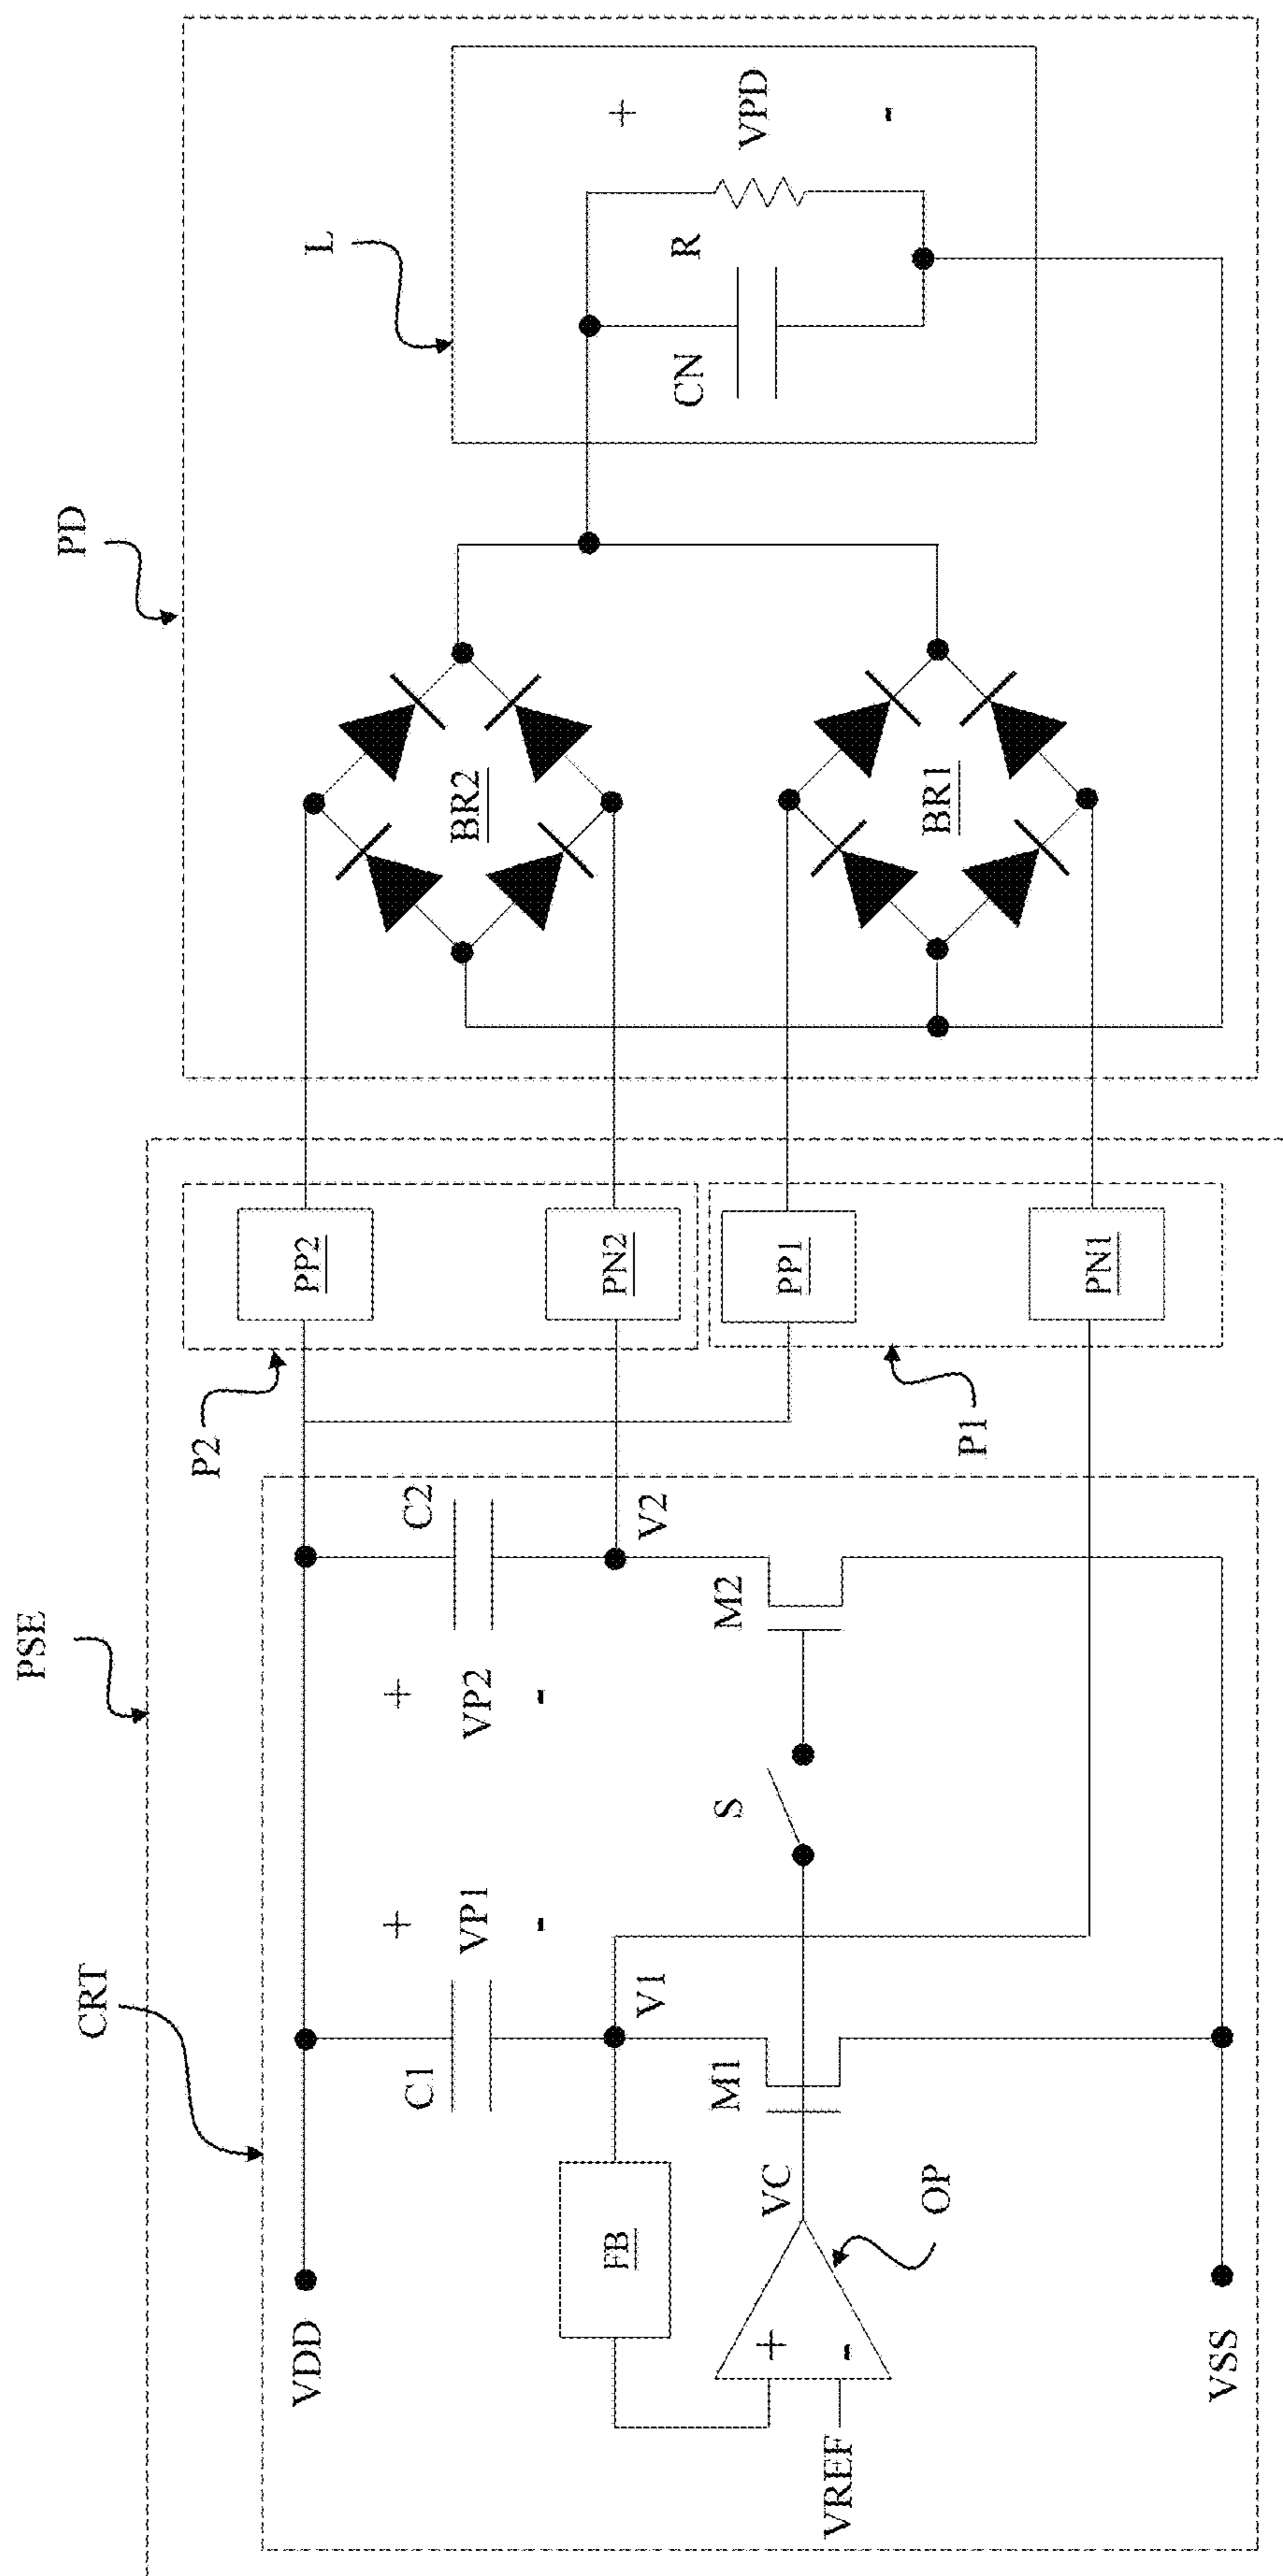 PSE
CRT
VDD
C1
+
VP1
-
+
VP2
-
C2
P2
PP2
PN2
V1
V2
FB
+
-
VREF
VC
OP
M1
S
M2
PP1
PN1
P1
VSS
PD
BR2
BR1
L
CN
R
+
VPD
-